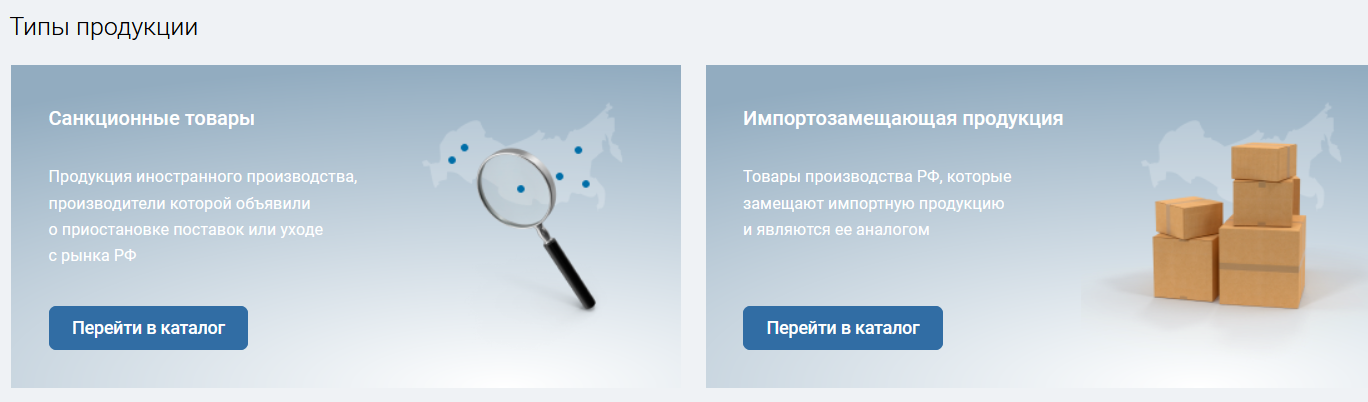 Типы продукции
Санкционные товары
Продукция иностранного производства,
производители которой объявили
о приостановке поставок или уходе
с рынка РФ
Перейти в каталог
Импортозамещающая продукция
Товары производства РФ, которые
замещают импортную продукцию
и являются ее аналогом
Перейти в каталог